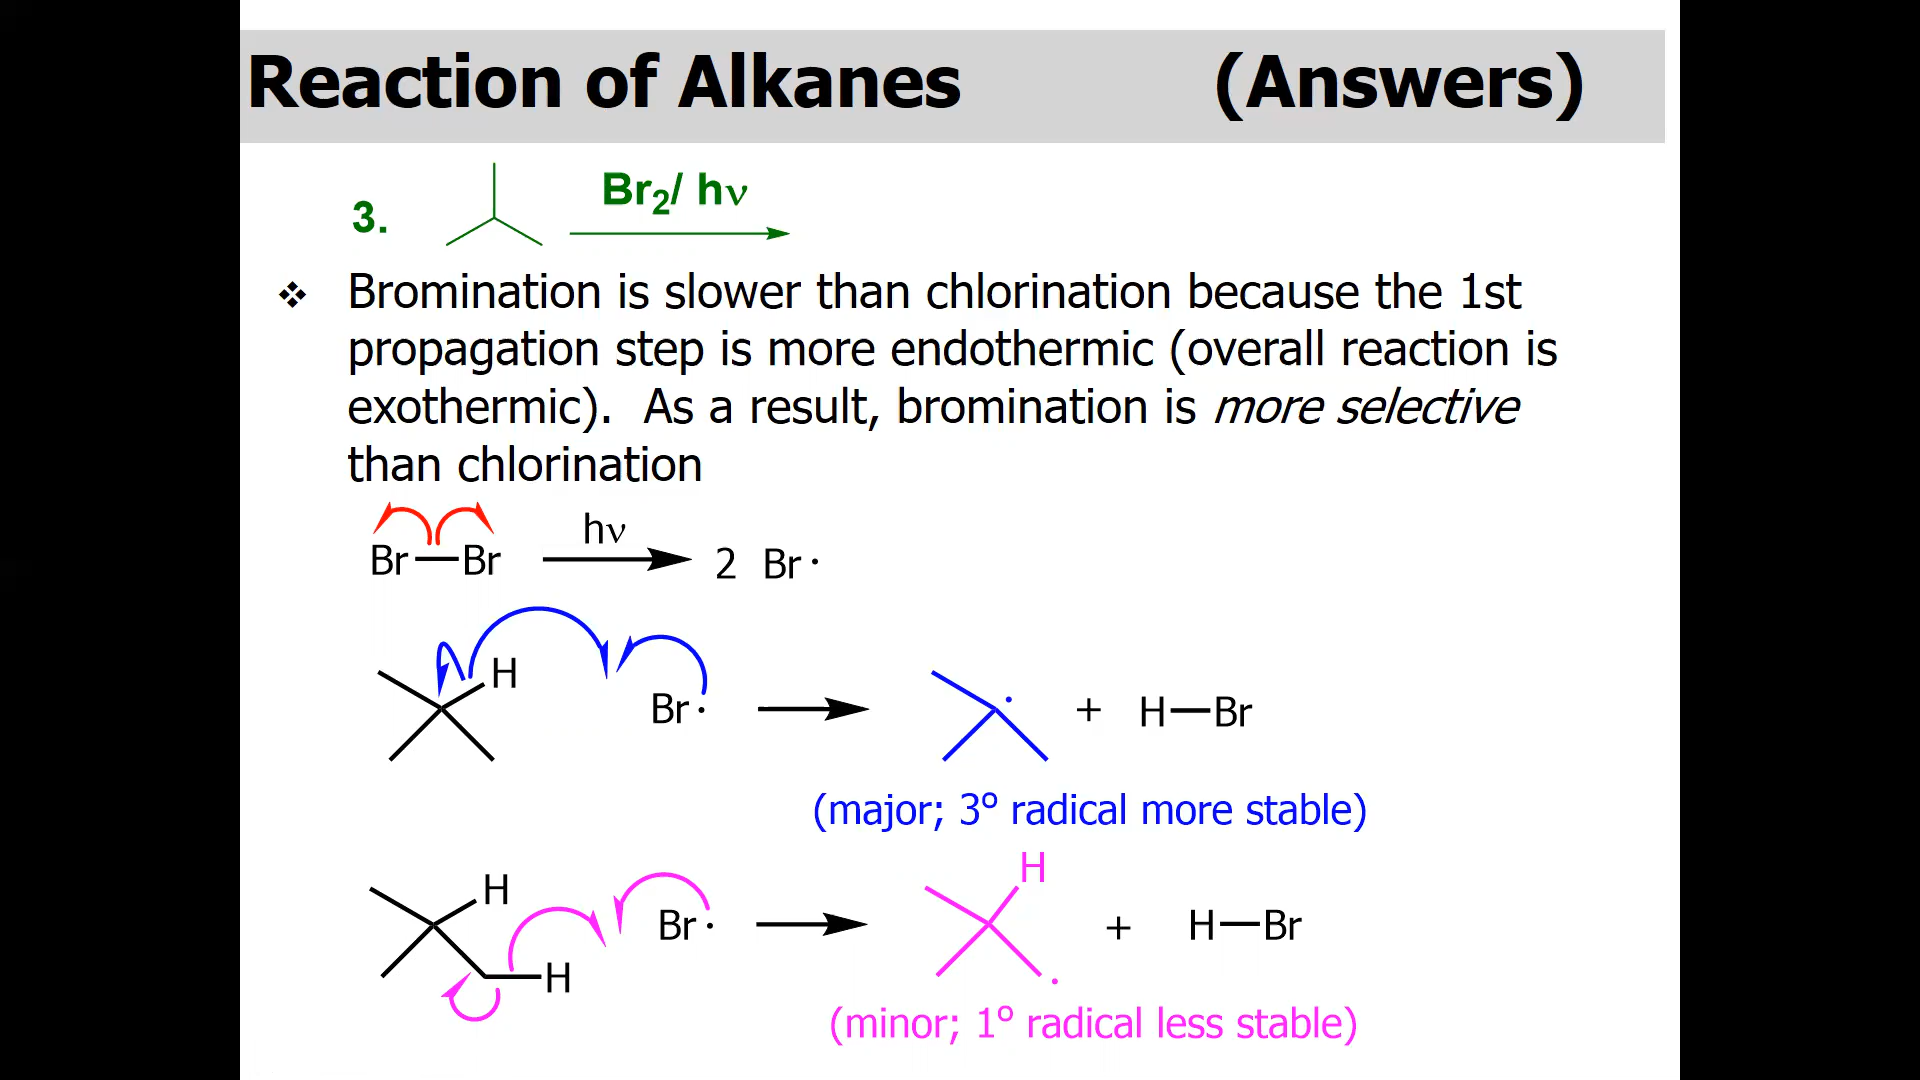 Reaction of Alkanes (Answers)
3. Br2/ hν
❖ Bromination is slower than chlorination because the 1st
propagation step is more endothermic (overall reaction is
exothermic). As a result, bromination is more selective
than chlorination
Br—Br hν 2 Br·
H Br· + H—Br
(major; 3º radical more stable)
H H Br· H + H—Br
(minor; 1º radical less stable)